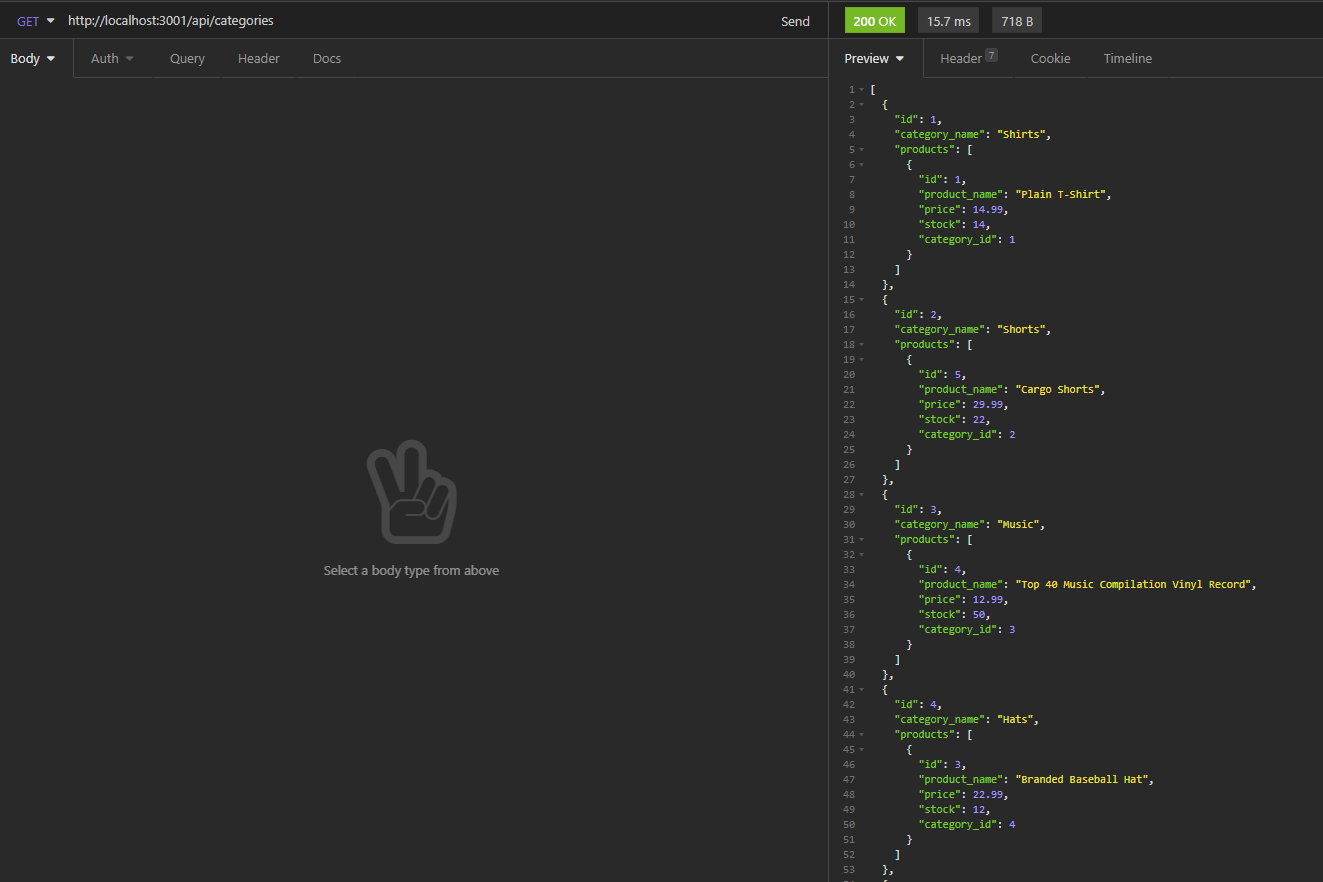 GET http://localhost:3001/api/categories Send
200 OK 15.7 ms 718 B
Body Auth Query Header Docs
Preview Header 7 Cookie Timeline
Select a body type from above
1 [
2 {
3 "id": 1,
4 "category_name": "Shirts",
5 "products": [
6 {
7 "id": 1,
8 "product_name": "Plain T-Shirt",
9 "price": 14.99,
10 "stock": 14,
11 "category_id": 1
12 }
13 ]
14 },
15 {
16 "id": 2,
17 "category_name": "Shorts",
18 "products": [
19 {
20 "id": 5,
21 "product_name": "Cargo Shorts",
22 "price": 29.99,
23 "stock": 22,
24 "category_id": 2
25 }
26 ]
27 },
28 {
29 "id": 3,
30 "category_name": "Music",
31 "products": [
32 {
33 "id": 4,
34 "product_name": "Top 40 Music Compilation Vinyl Record",
35 "price": 12.99,
36 "stock": 50,
37 "category_id": 3
38 }
39 ]
40 },
41 {
42 "id": 4,
43 "category_name": "Hats",
44 "products": [
45 {
46 "id": 3,
47 "product_name": "Branded Baseball Hat",
48 "price": 22.99,
49 "stock": 12,
50 "category_id": 4
51 }
52 ]
53 },